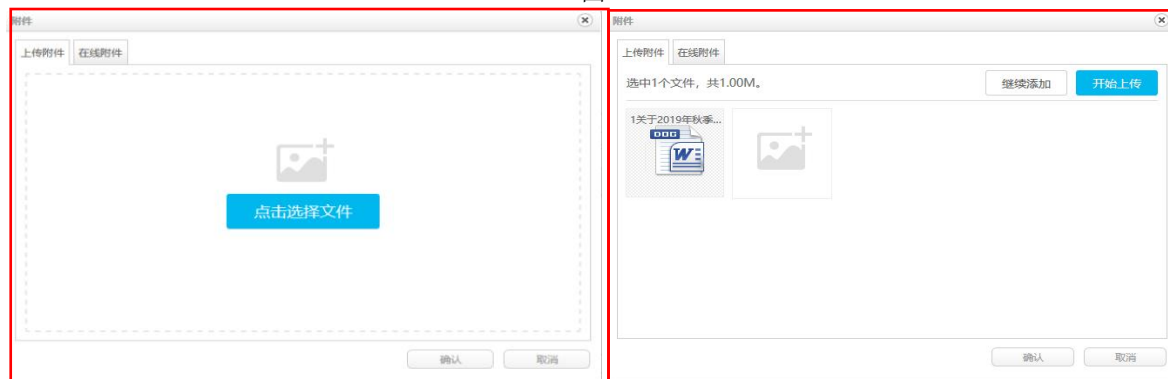 附件
上传附件 在线附件
点击选择文件
确认 取消
附件
上传附件 在线附件
选中1个文件，共1.00M。 继续添加 开始上传
1关于2019年秋季...
DOC
W
确认 取消